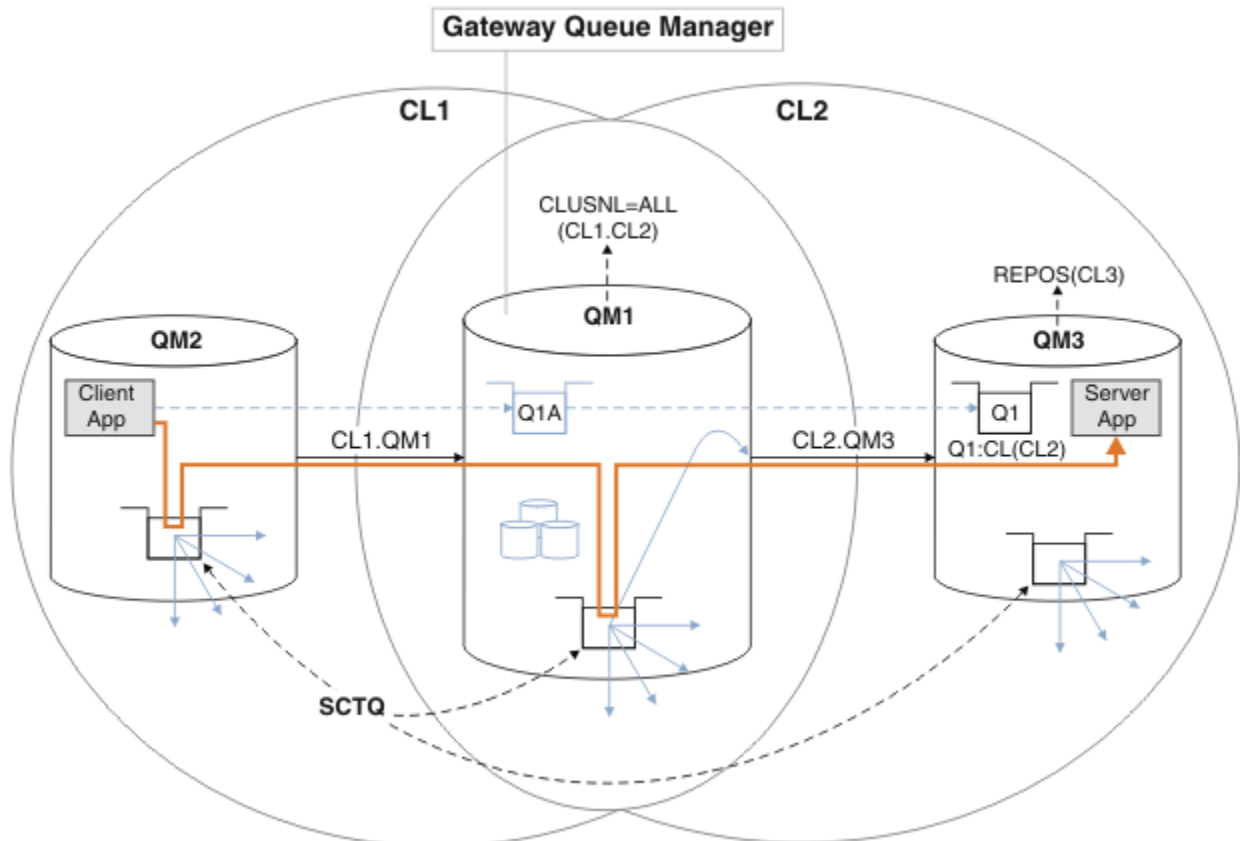 Gateway Queue Manager
CL1
CL2
CLUSNL=ALL
(CL1.CL2)
REPOS(CL3)
QM2
QM1
QM3
Client
App
Q1A
Q1
Server
App
CL1.QM1
CL2.QM3
Q1:CL(CL2)
SCTQ